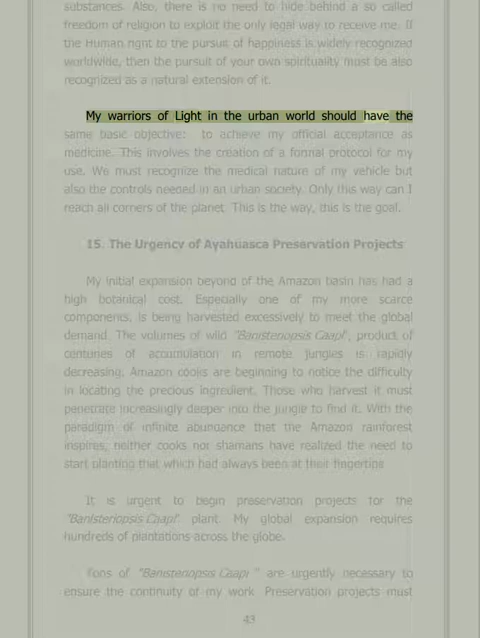 substances. Also, there is no need to hide behind a so called
freedom of religion to exploit the only legal way to receive me. If
the Human right to the pursuit of happiness is widely recognized
worldwide, then the pursuit of your own spirituality must be also
recognized as a natural extension of it.
My warriors of Light in the urban world should have the
same basic objective: to achieve my official acceptance as
medicine. This involves the creation of a formal protocol for my
use. We must recognize the medical nature of my vehicle but
also the controls needed in an urban society. Only this way can I
reach all corners of the planet. This is the way, this is the goal.
15. The Urgency of Ayahuasca Preservation Projects
My initial expansion beyond of the Amazon basin has had a
high botanical cost. Especially one of my more scarce
components, is being harvested excessively to meet the global
demand. The volumes of wild "Banisteriopsis Caapi", product of
centuries of accumulation in remote jungles is rapidly
decreasing. Amazon cooks are beginning to notice the difficulty
in locating the precious ingredient. Those who harvest it must
penetrate increasingly deeper into the jungle to find it. With the
paradigm of infinite abundance that the Amazon rainforest
inspires, neither cooks nor shamans have realized the need to
start planting that which had always been at their fingertips.
It is urgent to begin preservation projects for the
"Banisteriopsis Caapi" plant. My global expansion requires
hundreds of plantations across the globe.
Tons of "Banisteriopsis Caapi " are urgently necessary to
ensure the continuity of my work. Preservation projects must
43